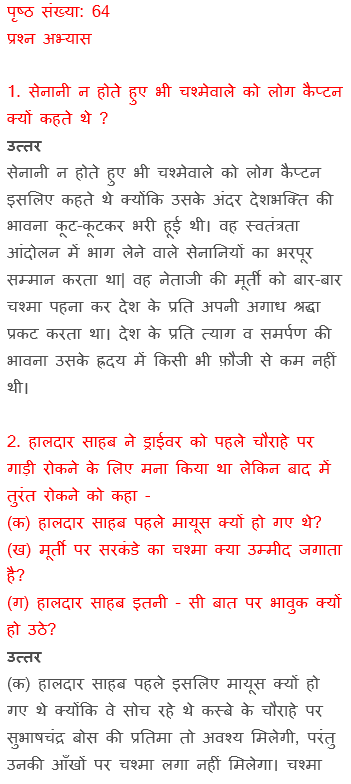 पृष्ठ संख्या: 64
प्रश्न अभ्यास
1. सेनानी न होते हुए भी चश्मेवाले को लोग कैप्टन
क्यों कहते थे ?
उत्तर
सेनानी न होते हुए भी चश्मेवाले को लोग कैप्टन
इसलिए कहते थे क्योंकि उसके अंदर देशभक्ति की
भावना कूट-कूटकर भरी हूई थी। वह स्वतंत्रता
आंदोलन में भाग लेने वाले सेनानियों का भरपूर
सम्मान करता था| वह नेताजी की मूर्ती को बार-बार
चश्मा पहना कर देश के प्रति अपनी अगाध श्रद्धा
प्रकट करता था। देश के प्रति त्याग व समर्पण की
भावना उसके ह्रदय में किसी भी फ़ौजी से कम नहीं
थी।
2. हालदार साहब ने ड्राईवर को पहले चौराहे पर
गाड़ी रोकने के लिए मना किया था लेकिन बाद में
तुरंत रोकने को कहा -
(क) हालदार साहब पहले मायूस क्यों हो गए थे?
(ख) मूर्ती पर सरकंडे का चश्मा क्या उम्मीद जगाता
है?
(ग) हालदार साहब इतनी - सी बात पर भावुक क्यों
हो उठे?
उत्तर
(क) हालदार साहब पहले इसलिए मायूस क्यों हो
गए थे क्योंकि वे सोच रहे थे कस्बे के चौराहे पर
सुभाषचंद्र बोस की प्रतिमा तो अवश्य मिलेगी, परंतु
उनकी आँखों पर चश्मा लगा नहीं मिलेगा। चश्मा